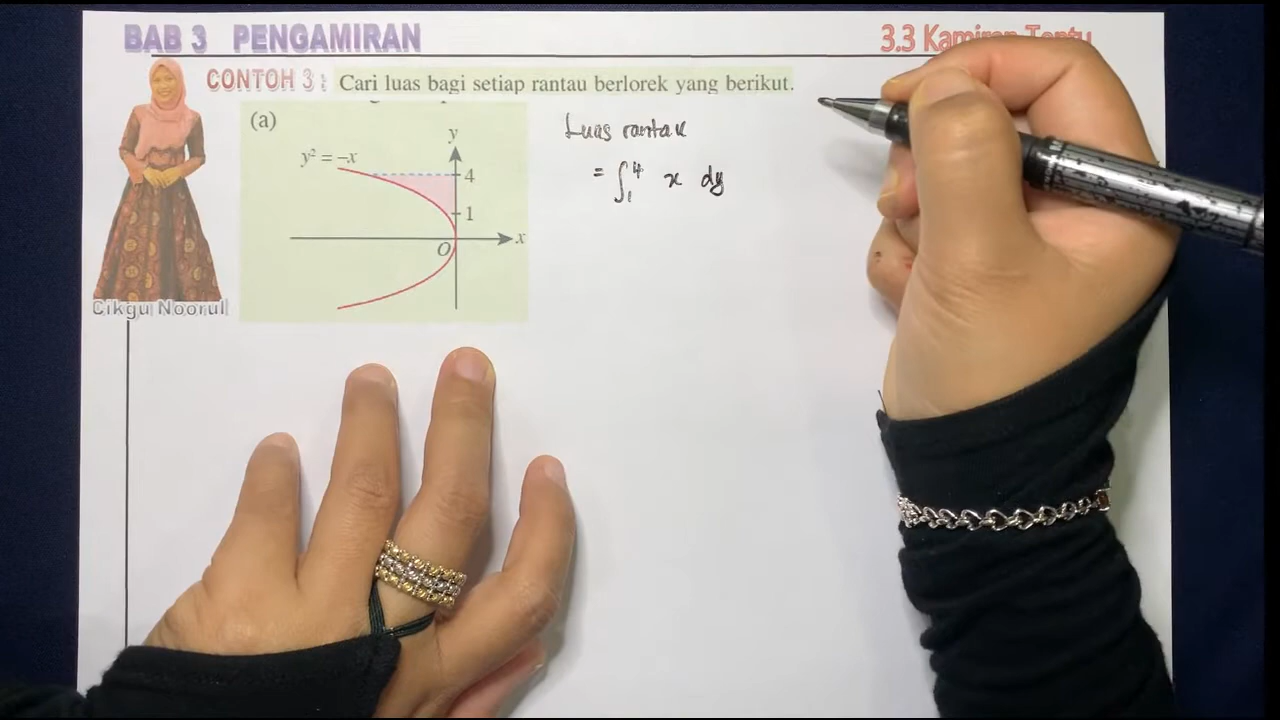 BAB 3 PENGAMIRAN
3.3 Kamiran Tentu
CONTOH 3 : Cari luas bagi setiap rantau berlorek yang berikut.
(a)
y
y² = –x
4
1
O
x
Cikgu Noorul
Luas rantau
= ∫₁⁴ x dy